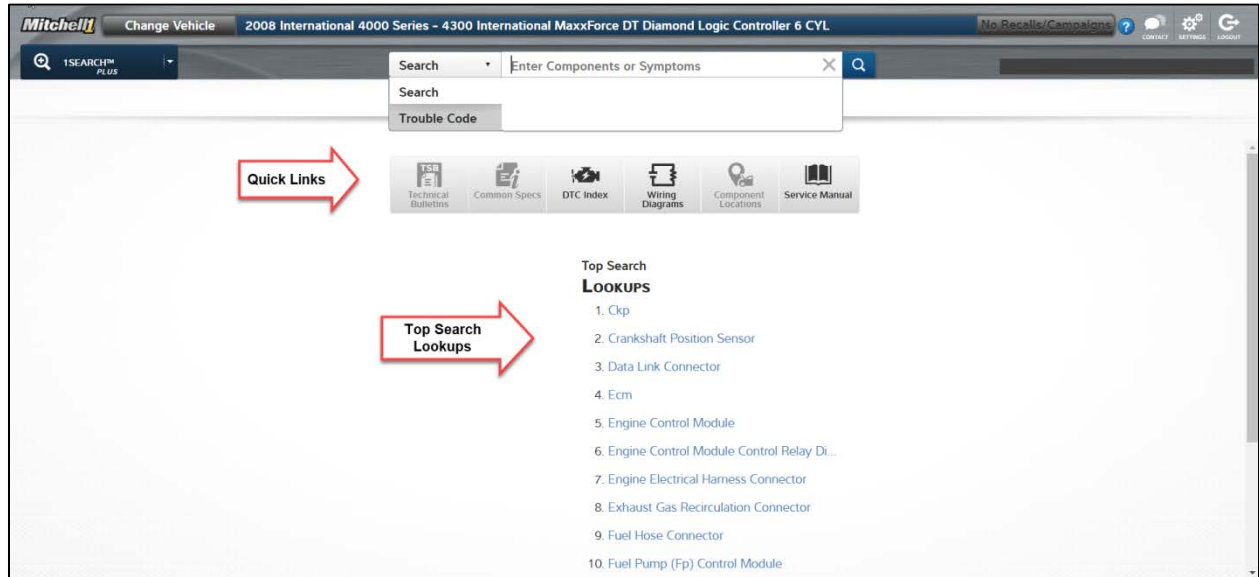 Mitchell1 Change Vehicle 2008 International 4000 Series - 4300 International MaxxForce DT Diamond Logic Controller 6 CYL No Recalls/Campaigns ? CONTACT SETTINGS LOGOUT
1SEARCH™ PLUS
Search Enter Components or Symptoms
Search
Trouble Code
Quick Links
TSB
Technical Bulletins
Common Specs
DTC Index
Wiring Diagrams
Component Locations
Service Manual
Top Search
LOOKUPS
Top Search
Lookups
1. Ckp
2. Crankshaft Position Sensor
3. Data Link Connector
4. Ecm
5. Engine Control Module
6. Engine Control Module Control Relay Di...
7. Engine Electrical Harness Connector
8. Exhaust Gas Recirculation Connector
9. Fuel Hose Connector
10. Fuel Pump (Fp) Control Module